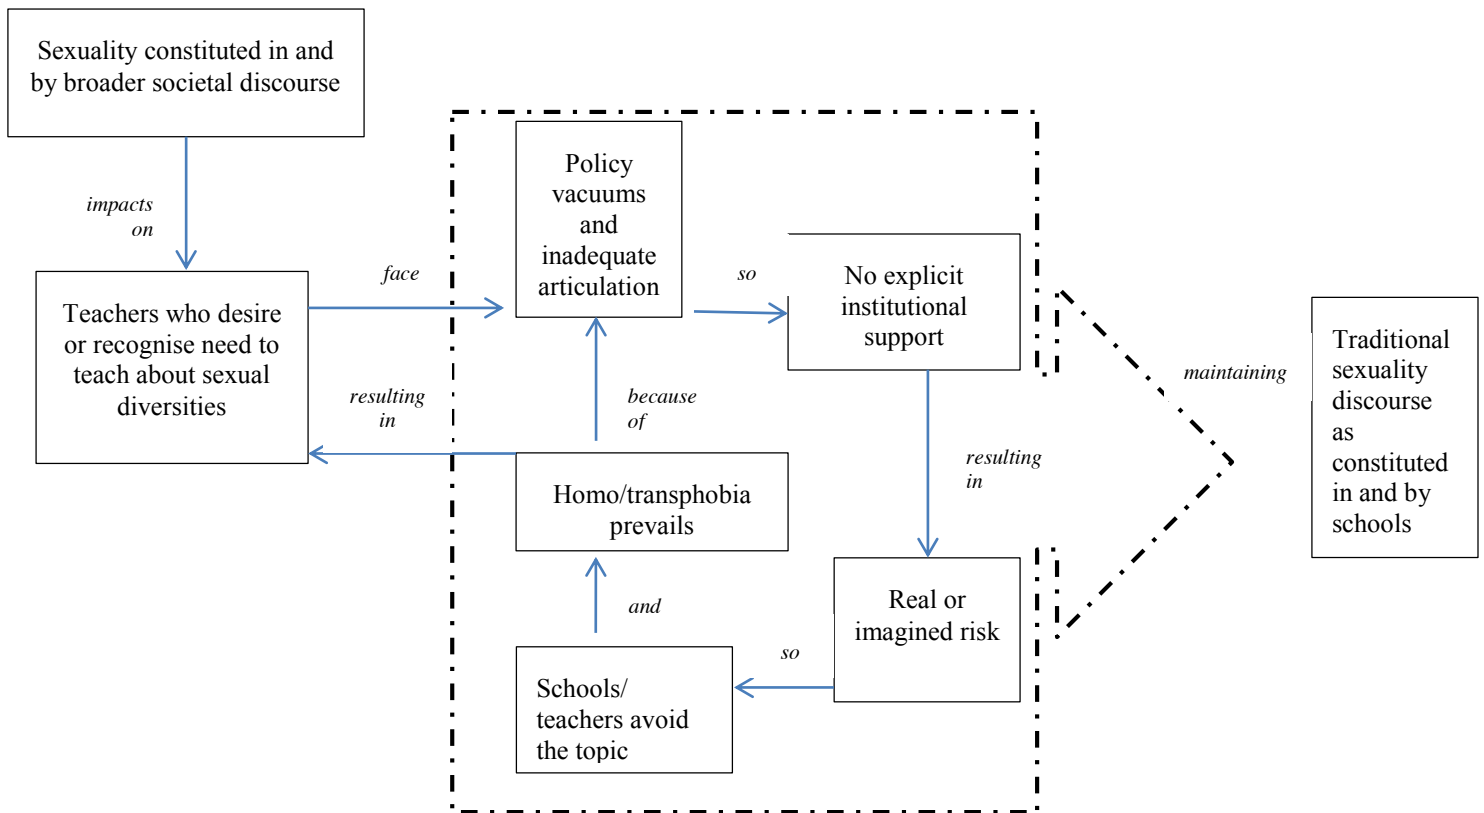 Sexuality constituted in and
by broader societal discourse
impacts
on
Teachers who desire
or recognise need to
teach about sexual
diversities
face
resulting
in
Policy
vacuums
and
inadequate
articulation
so
No explicit
institutional
support
because
of
resulting
in
Homo/transphobia
prevails
and
Real or
imagined risk
so
Schools/
teachers avoid
the topic
maintaining
Traditional
sexuality
discourse
as
constituted
in and by
schools